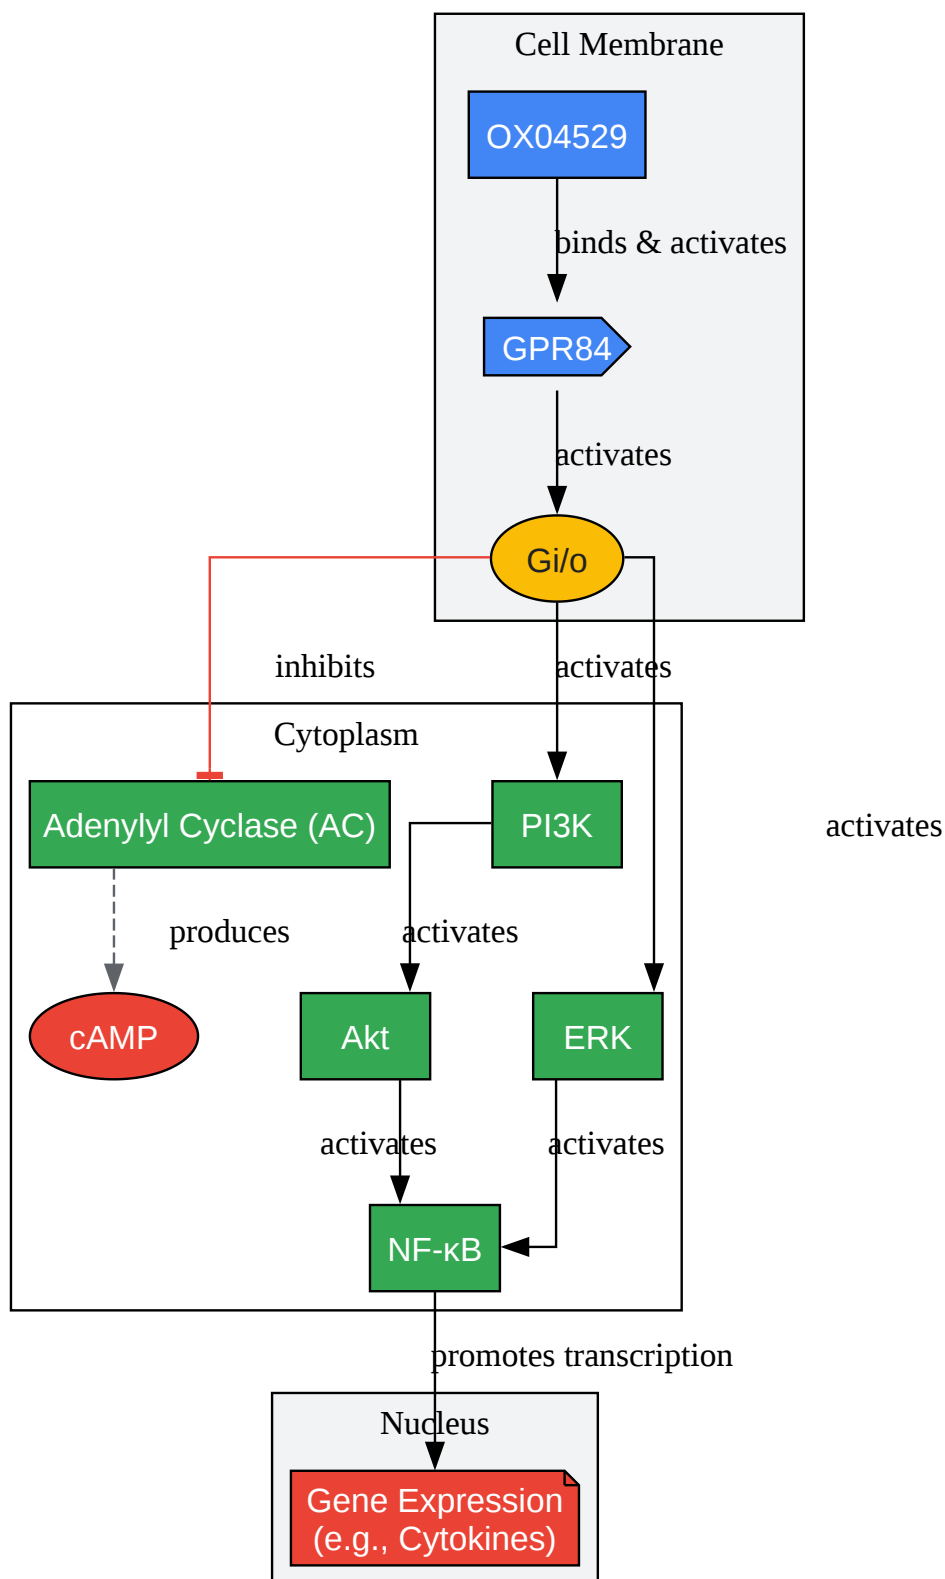 Cell Membrane
OX04529
binds & activates
GPR84
activates
Gi/o
inhibits
activates
Cytoplasm
Adenylyl Cyclase (AC)
PI3K
activates
produces
activates
cAMP
Akt
ERK
activates
activates
NF-κB
promotes transcription
Nucleus
Gene Expression
(e.g., Cytokines)